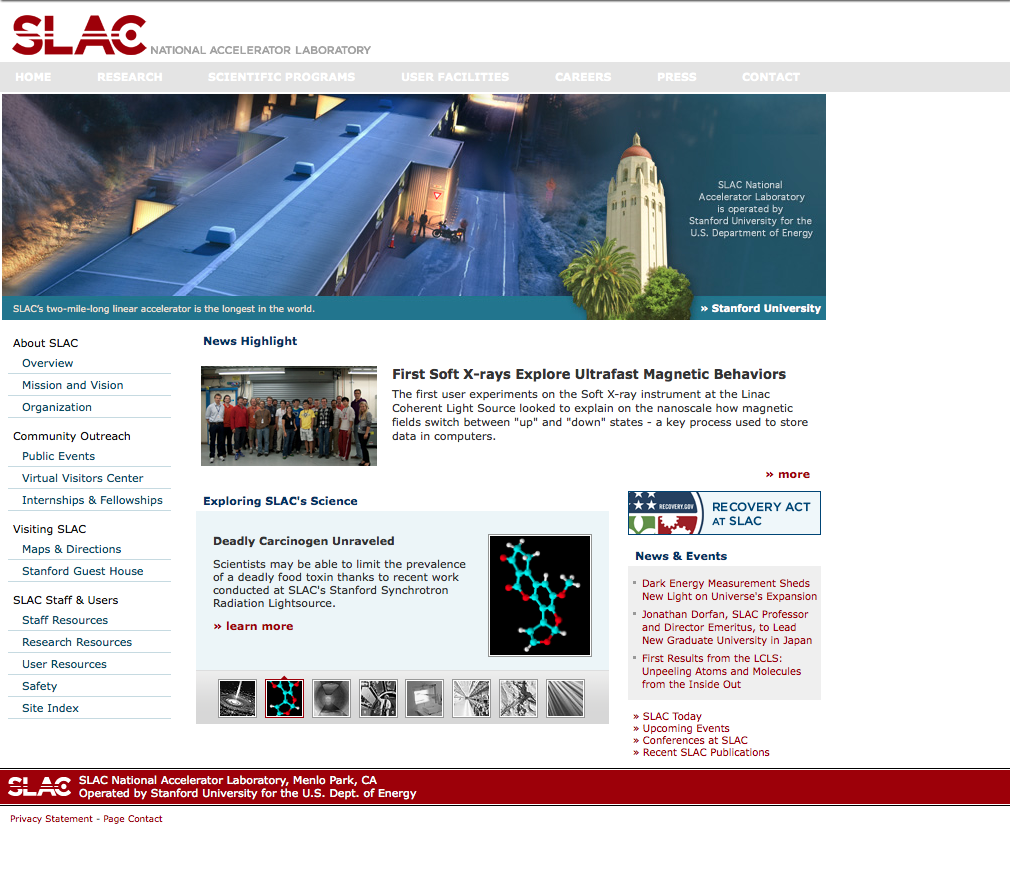 SLAC NATIONAL ACCELERATOR LABORATORY
HOME RESEARCH SCIENTIFIC PROGRAMS USER FACILITIES CAREERS PRESS CONTACT
SLAC National
Accelerator Laboratory
is operated by
Stanford University for the
U.S. Department of Energy
SLAC's two-mile-long linear accelerator is the longest in the world.
» Stanford University
About SLAC
Overview
Mission and Vision
Organization
Community Outreach
Public Events
Virtual Visitors Center
Internships & Fellowships
Visiting SLAC
Maps & Directions
Stanford Guest House
SLAC Staff & Users
Staff Resources
Research Resources
User Resources
Safety
Site Index
News Highlight
First Soft X-rays Explore Ultrafast Magnetic Behaviors
The first user experiments on the Soft X-ray instrument at the Linac
Coherent Light Source looked to explain on the nanoscale how magnetic
fields switch between "up" and "down" states - a key process used to store
data in computers.
» more
Exploring SLAC's Science
Deadly Carcinogen Unraveled
Scientists may be able to limit the prevalence
of a deadly food toxin thanks to recent work
conducted at SLAC's Stanford Synchrotron
Radiation Lightsource.
» learn more
RECOVERY.GOV
RECOVERY ACT
AT SLAC
News & Events
Dark Energy Measurement Sheds
New Light on Universe's Expansion
Jonathan Dorfan, SLAC Professor
and Director Emeritus, to Lead
New Graduate University in Japan
First Results from the LCLS:
Unpeeling Atoms and Molecules
from the Inside Out
» SLAC Today
» Upcoming Events
» Conferences at SLAC
» Recent SLAC Publications
SLAC
SLAC National Accelerator Laboratory, Menlo Park, CA
Operated by Stanford University for the U.S. Dept. of Energy
Privacy Statement - Page Contact